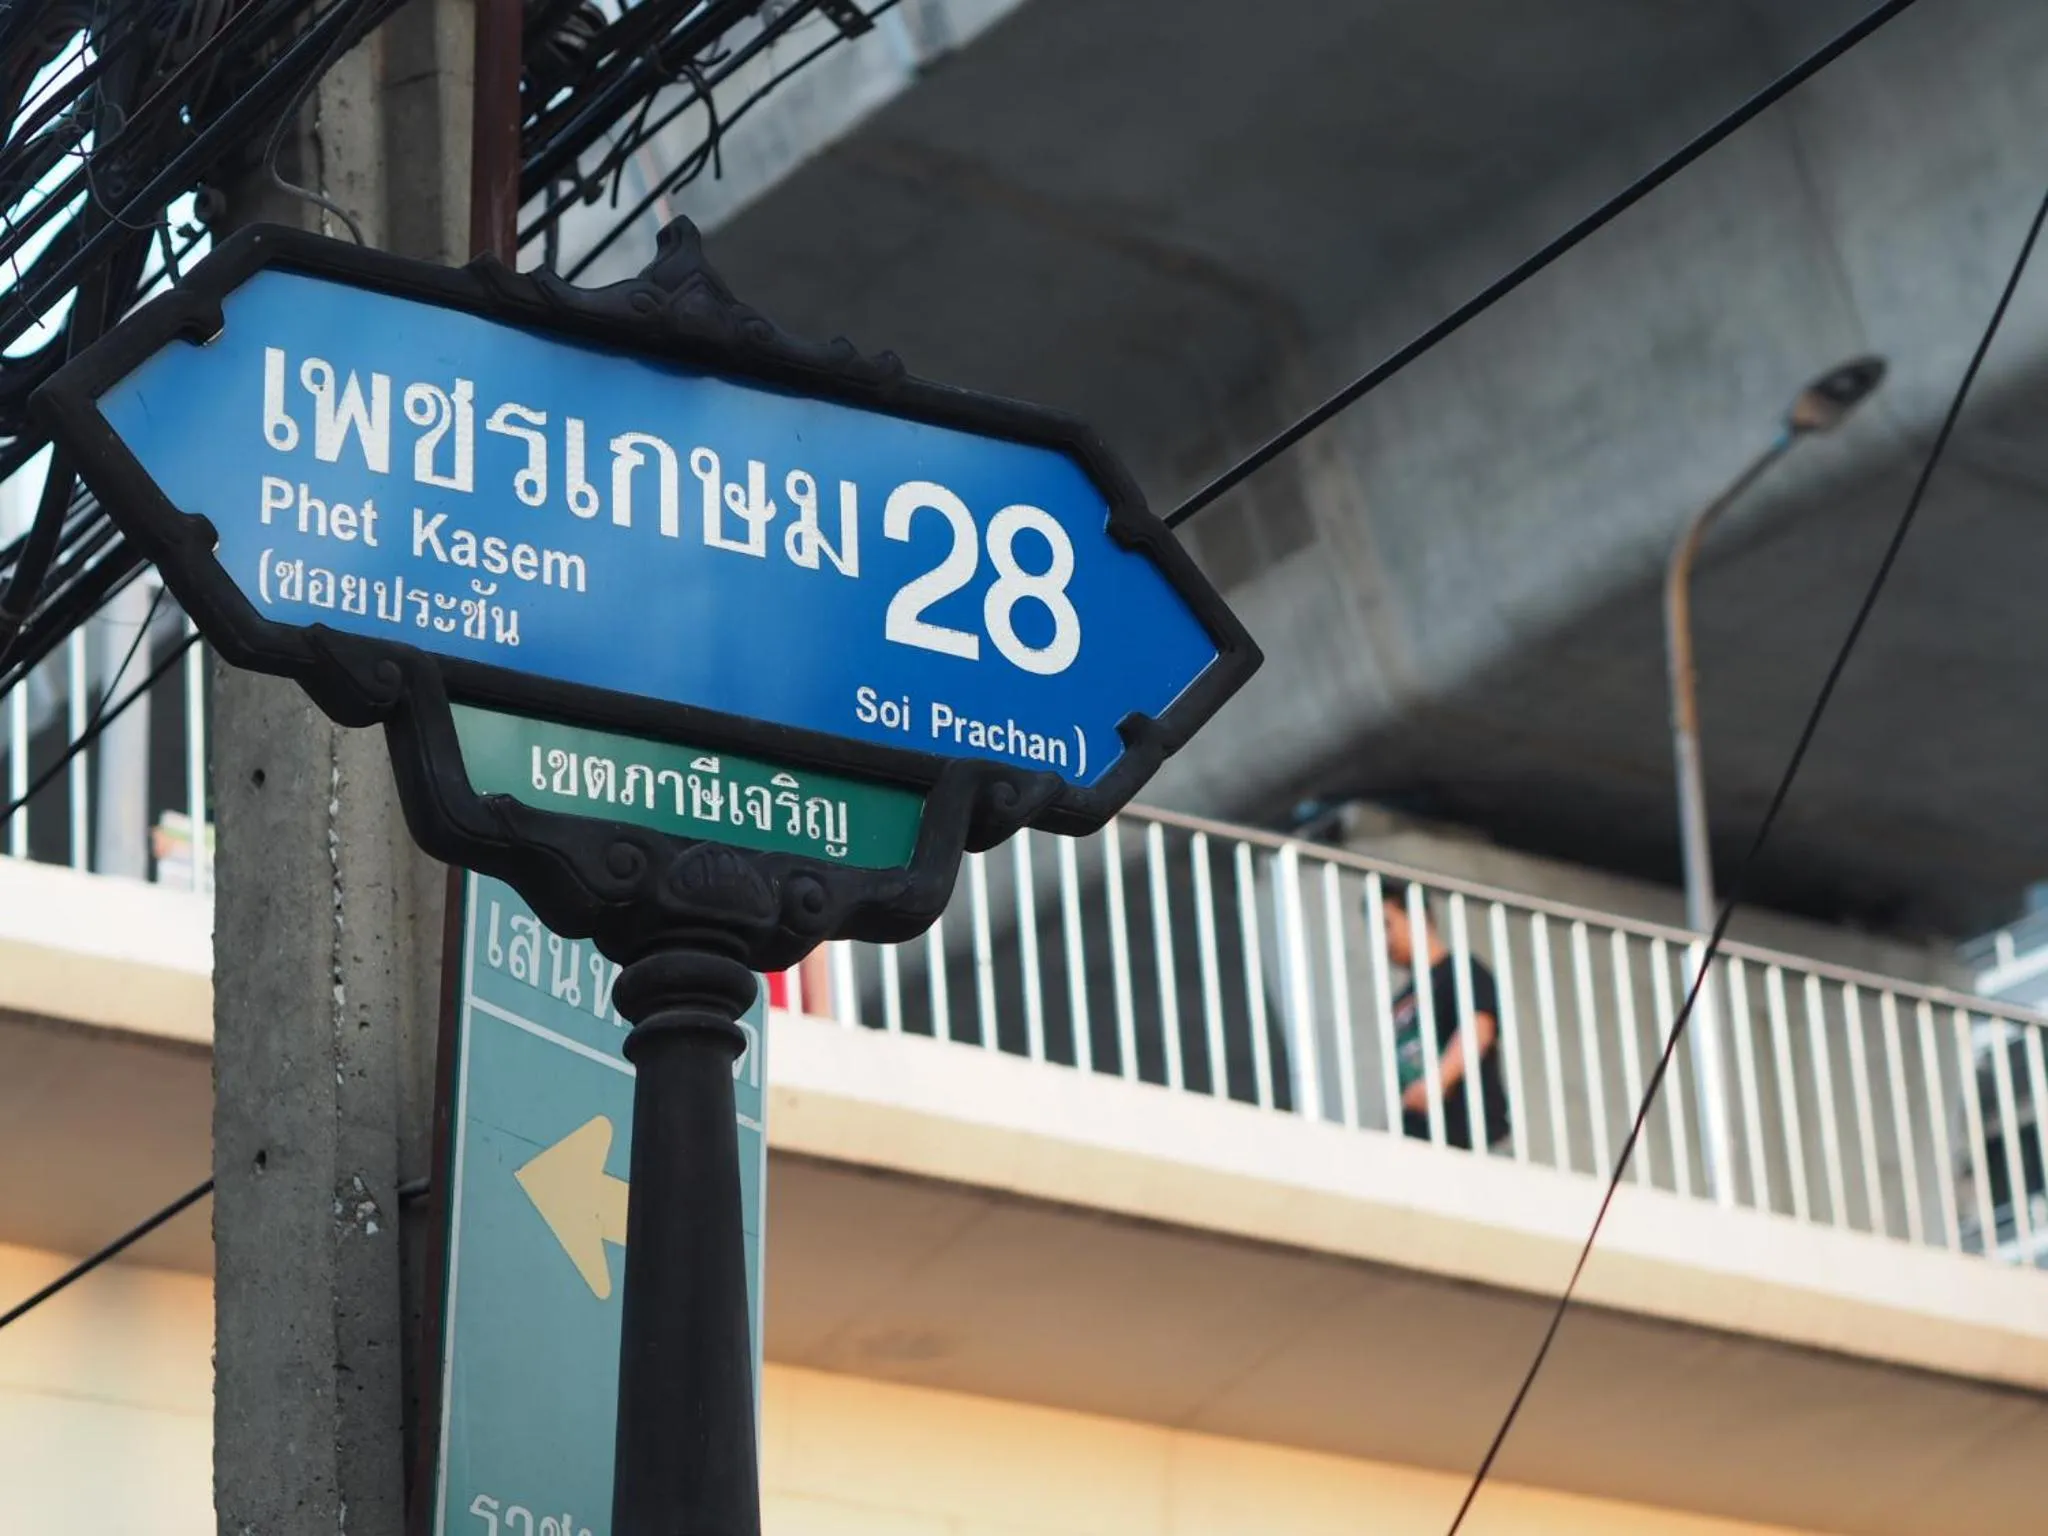 เพชรเกษม 28
Phet Kasem
(ซอยประชัน
Soi Prachan)
เขตภาษีเจริญ